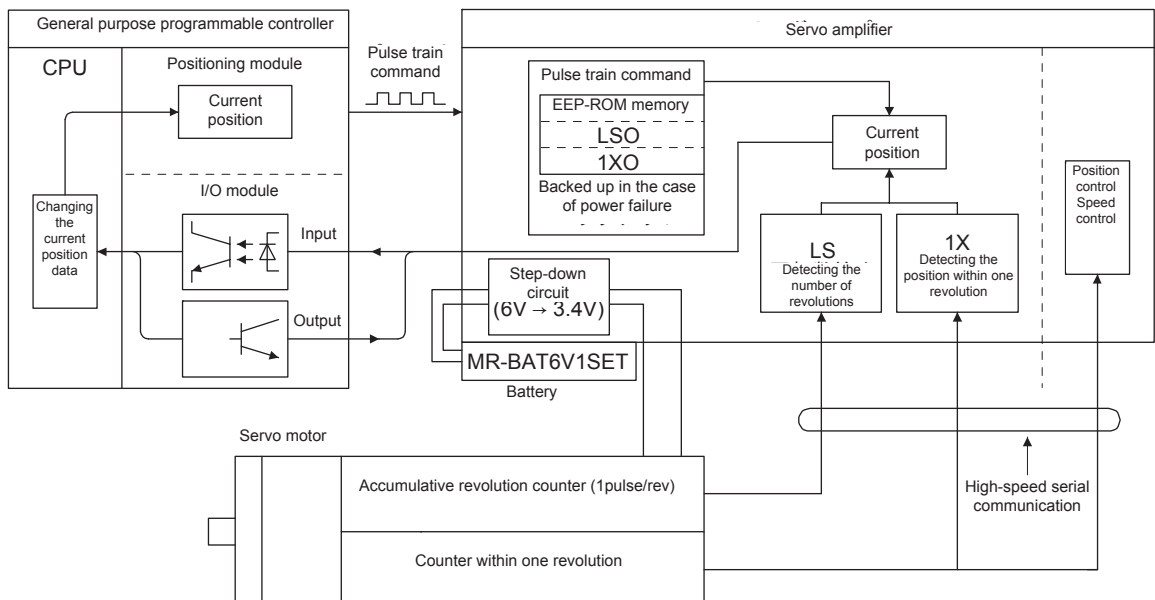 General purpose programmable controller
CPU
Positioning module
Current
position
I/O module
Changing
the
current
position
data
Input
Output
Pulse train
command
Servo amplifier
Pulse train command
EEP-ROM memory
LSO
1XO
Backed up in the case
of power failure
Current
position
LS
Detecting the
number of
revolutions
1X
Detecting the
position within one
revolution
Position
control
Speed
control
Step-down
circuit
(6V → 3.4V)
MR-BAT6V1SET
Battery
Servo motor
Accumulative revolution counter (1pulse/rev)
Counter within one revolution
High-speed serial
communication